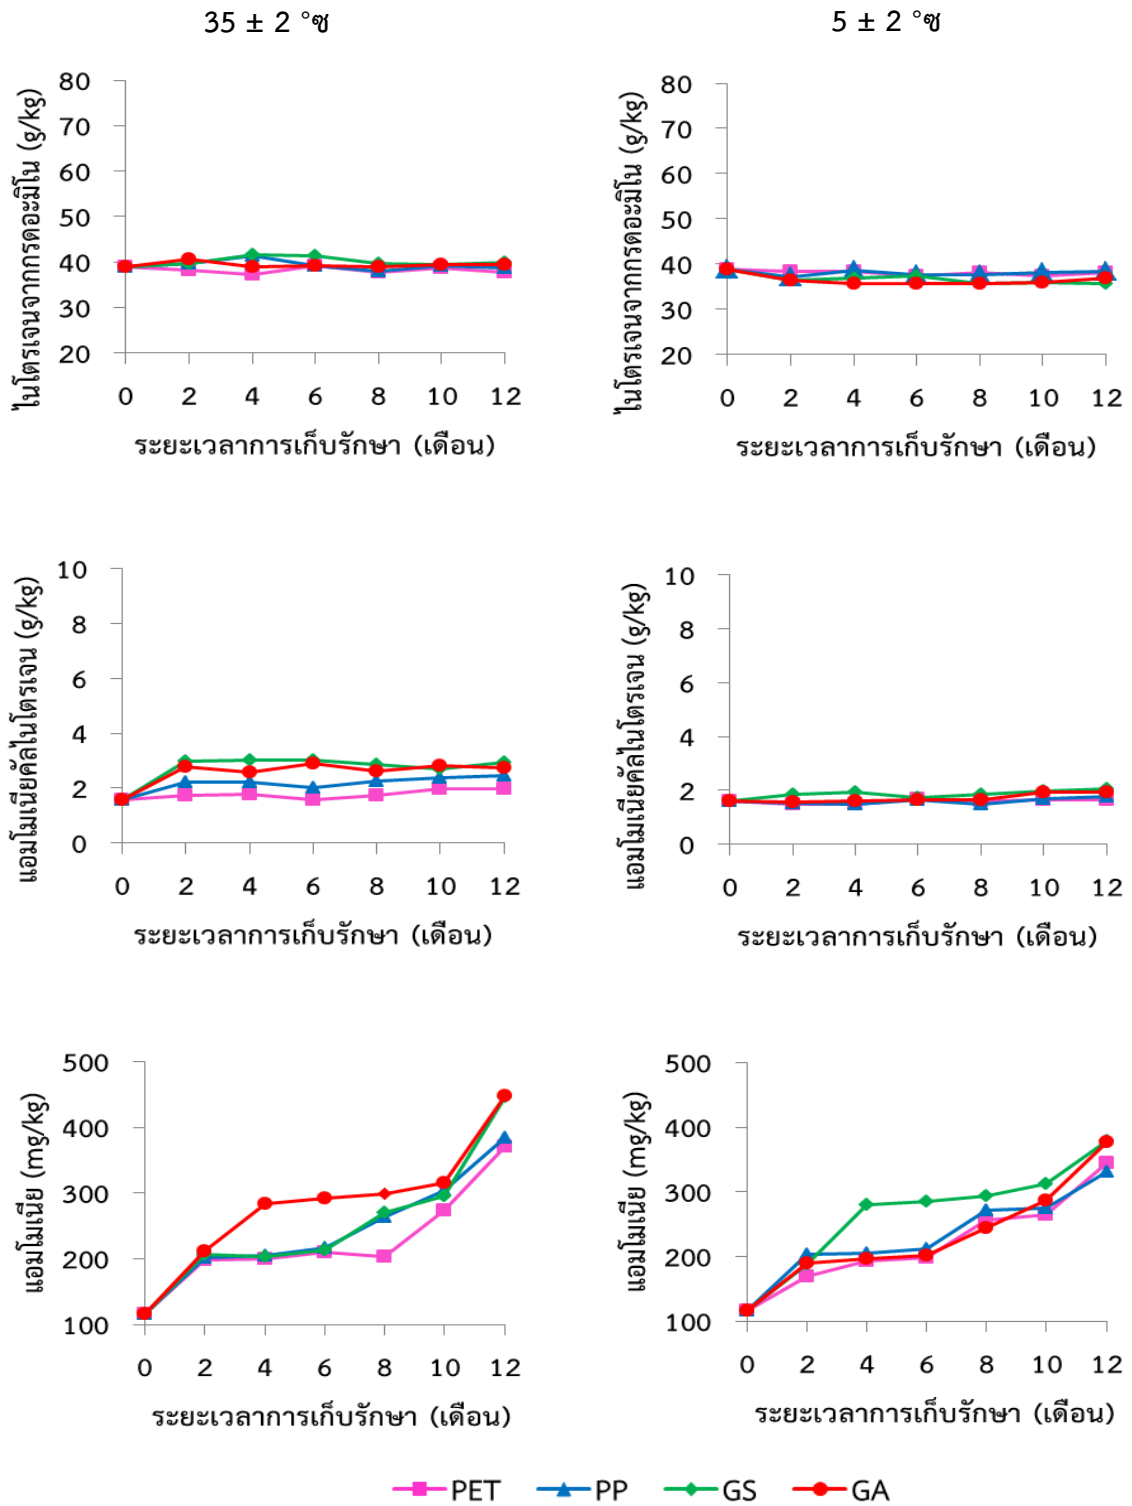 35 ± 2 °ซ
5 ± 2 °ซ
ไนโตรเจนจากกรดอะมิโน (g/kg)
80
70
60
50
40
30
20
0 2 4 6 8 10 12
ระยะเวลาการเก็บรักษา (เดือน)
ไนโตรเจนจากกรดอะมิโน (g/kg)
80
70
60
50
40
30
20
0 2 4 6 8 10 12
ระยะเวลาการเก็บรักษา (เดือน)
แอมโมเนียคัลไนโตรเจน (g/kg)
10
8
6
4
2
0
0 2 4 6 8 10 12
ระยะเวลาการเก็บรักษา (เดือน)
แอมโมเนียคัลไนโตรเจน (g/kg)
10
8
6
4
2
0
0 2 4 6 8 10 12
ระยะเวลาการเก็บรักษา (เดือน)
แอมโมเนีย (mg/kg)
500
400
300
200
100
0 2 4 6 8 10 12
ระยะเวลาการเก็บรักษา (เดือน)
แอมโมเนีย (mg/kg)
500
400
300
200
100
0 2 4 6 8 10 12
ระยะเวลาการเก็บรักษา (เดือน)
PET PP GS GA